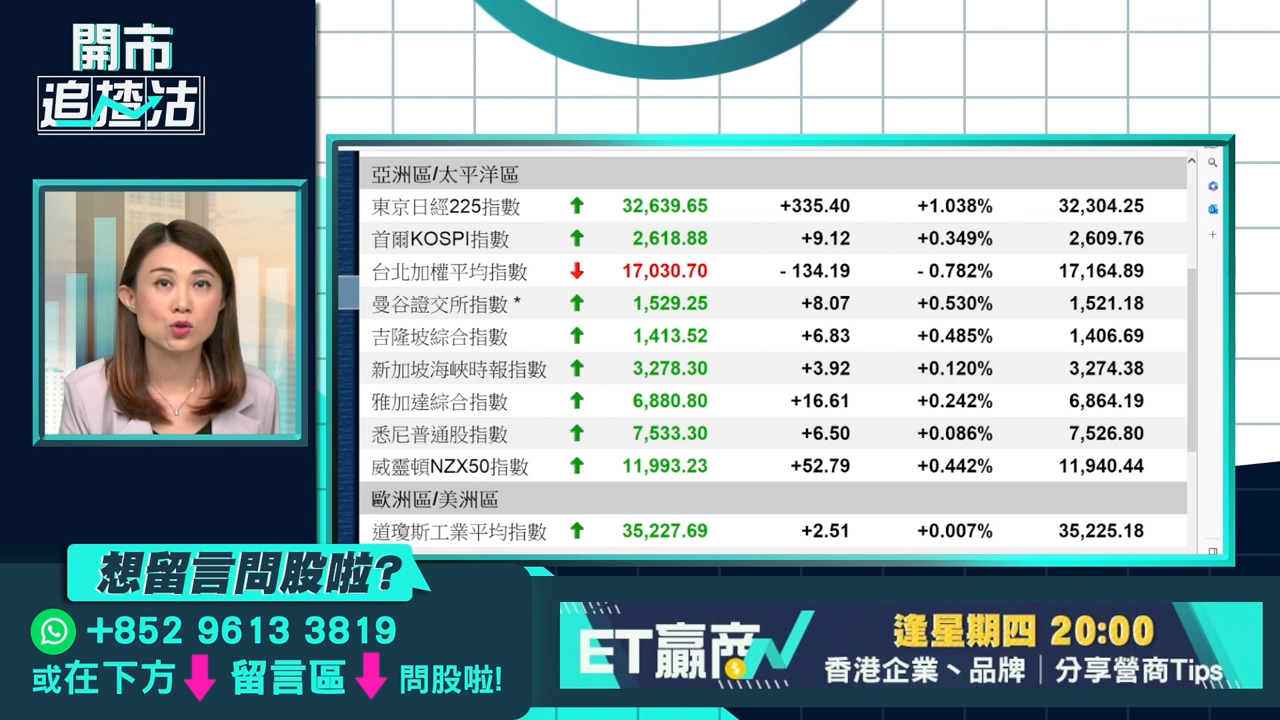 開市
追揸沽
亞洲區/太平洋區
東京日經225指數 32,639.65 +335.40 +1.038% 32,304.25
首爾KOSPI指數 2,618.88 +9.12 +0.349% 2,609.76
台北加權平均指數 17,030.70 - 134.19 - 0.782% 17,164.89
曼谷證交所指數 * 1,529.25 +8.07 +0.530% 1,521.18
吉隆坡綜合指數 1,413.52 +6.83 +0.485% 1,406.69
新加坡海峽時報指數 3,278.30 +3.92 +0.120% 3,274.38
雅加達綜合指數 6,880.80 +16.61 +0.242% 6,864.19
悉尼普通股指數 7,533.30 +6.50 +0.086% 7,526.80
威靈頓NZX50指數 11,993.23 +52.79 +0.442% 11,940.44
歐洲區/美洲區
道瓊斯工業平均指數 35,227.69 +2.51 +0.007% 35,225.18
想留言問股啦?
+852 9613 3819
或在下方 留言區 問股啦!
ET贏商
逢星期四 20:00
香港企業、品牌｜分享營商Tips